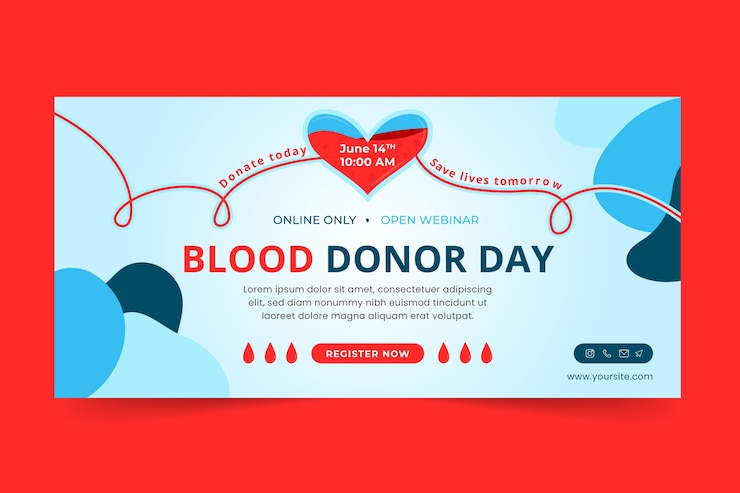 Donate today
June 14TH
10:00 AM
Save lives tomorrow
ONLINE ONLY • OPEN WEBINAR
BLOOD DONOR DAY
Lorem ipsum dolor sit amet, consectetuer adipiscing
elit, sed diam nonummy nibh euismod tincidunt ut
laoreet dolore magna aliquam erat volutpat.
REGISTER NOW
www.yoursite.com